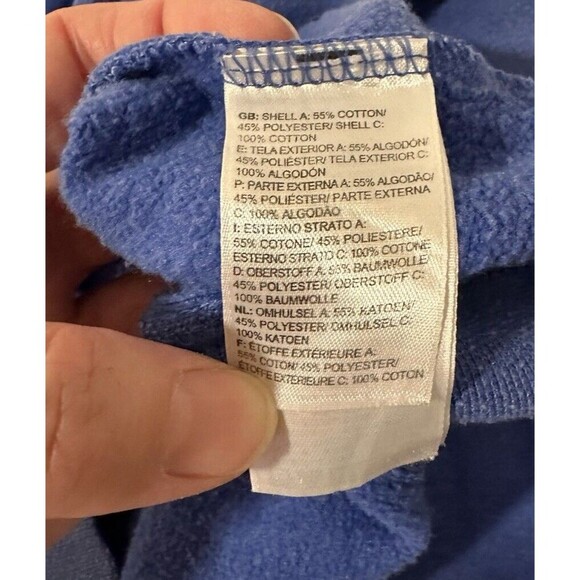 GB: SHELL A: 55% COTTON/
45% POLYESTER/ SHELL C:
100% COTTON
E: TELA EXTERIOR A: 55% ALGODÓN/
45% POLIÉSTER/ TELA EXTERIOR C:
100% ALGODÓN
P: PARTE EXTERNA A: 55% ALGODÃO/
45% POLIÉSTER/ PARTE EXTERNA
C: 100% ALGODÃO
I: ESTERNO STRATO A:
55% COTONE/ 45% POLIESTERE/
ESTERNO STRATO C: 100% COTONE
D: OBERSTOFF A: 55% BAUMWOLLE/
45% POLYESTER/ OBERSTOFF C:
100% BAUMWOLLE
NL: OMHULSEL A: 55% KATOEN/
45% POLYESTER/ OMHULSEL C:
100% KATOEN
F: ÉTOFFE EXTÉRIEURE A:
55% COTON/ 45% POLYESTER/
ÉTOFFE EXTÉRIEURE C: 100% COTON